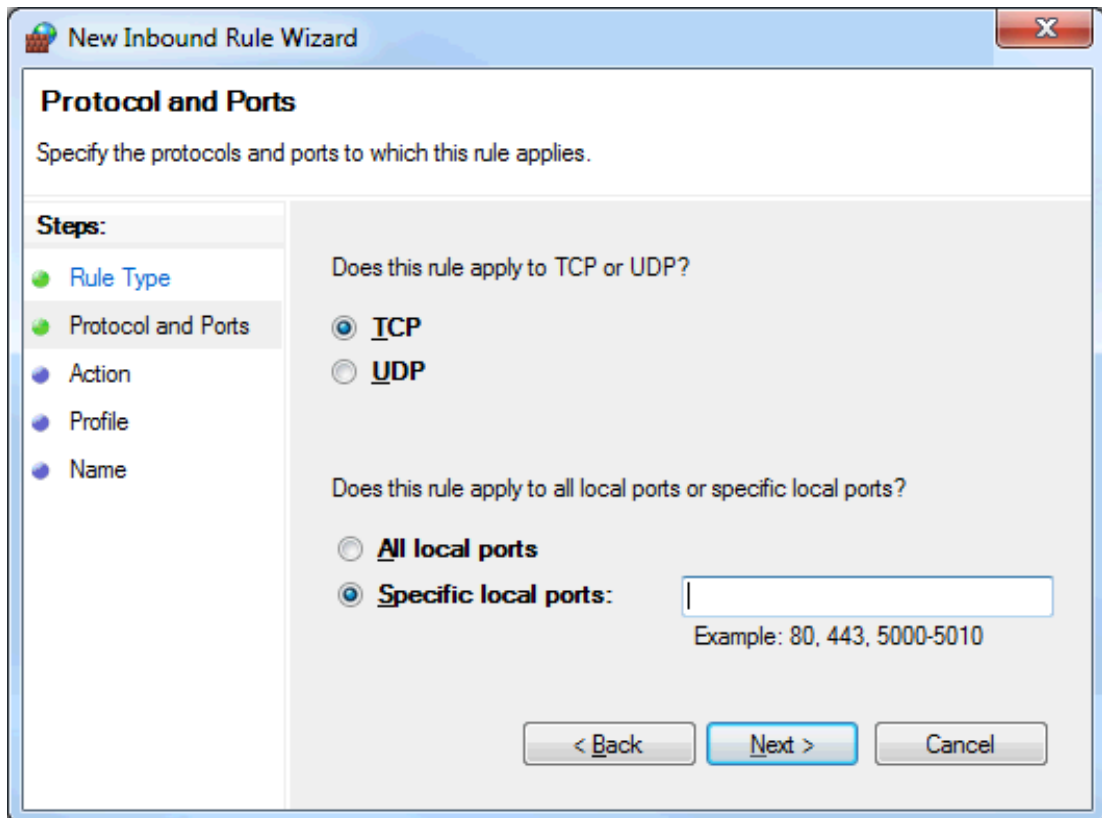 New Inbound Rule Wizard
X
Protocol and Ports
Specify the protocols and ports to which this rule applies.
Steps:
Rule Type
Protocol and Ports
Action
Profile
Name
Does this rule apply to TCP or UDP?
TCP
UDP
Does this rule apply to all local ports or specific local ports?
All local ports
Specific local ports:
Example: 80, 443, 5000-5010
< Back Next > Cancel